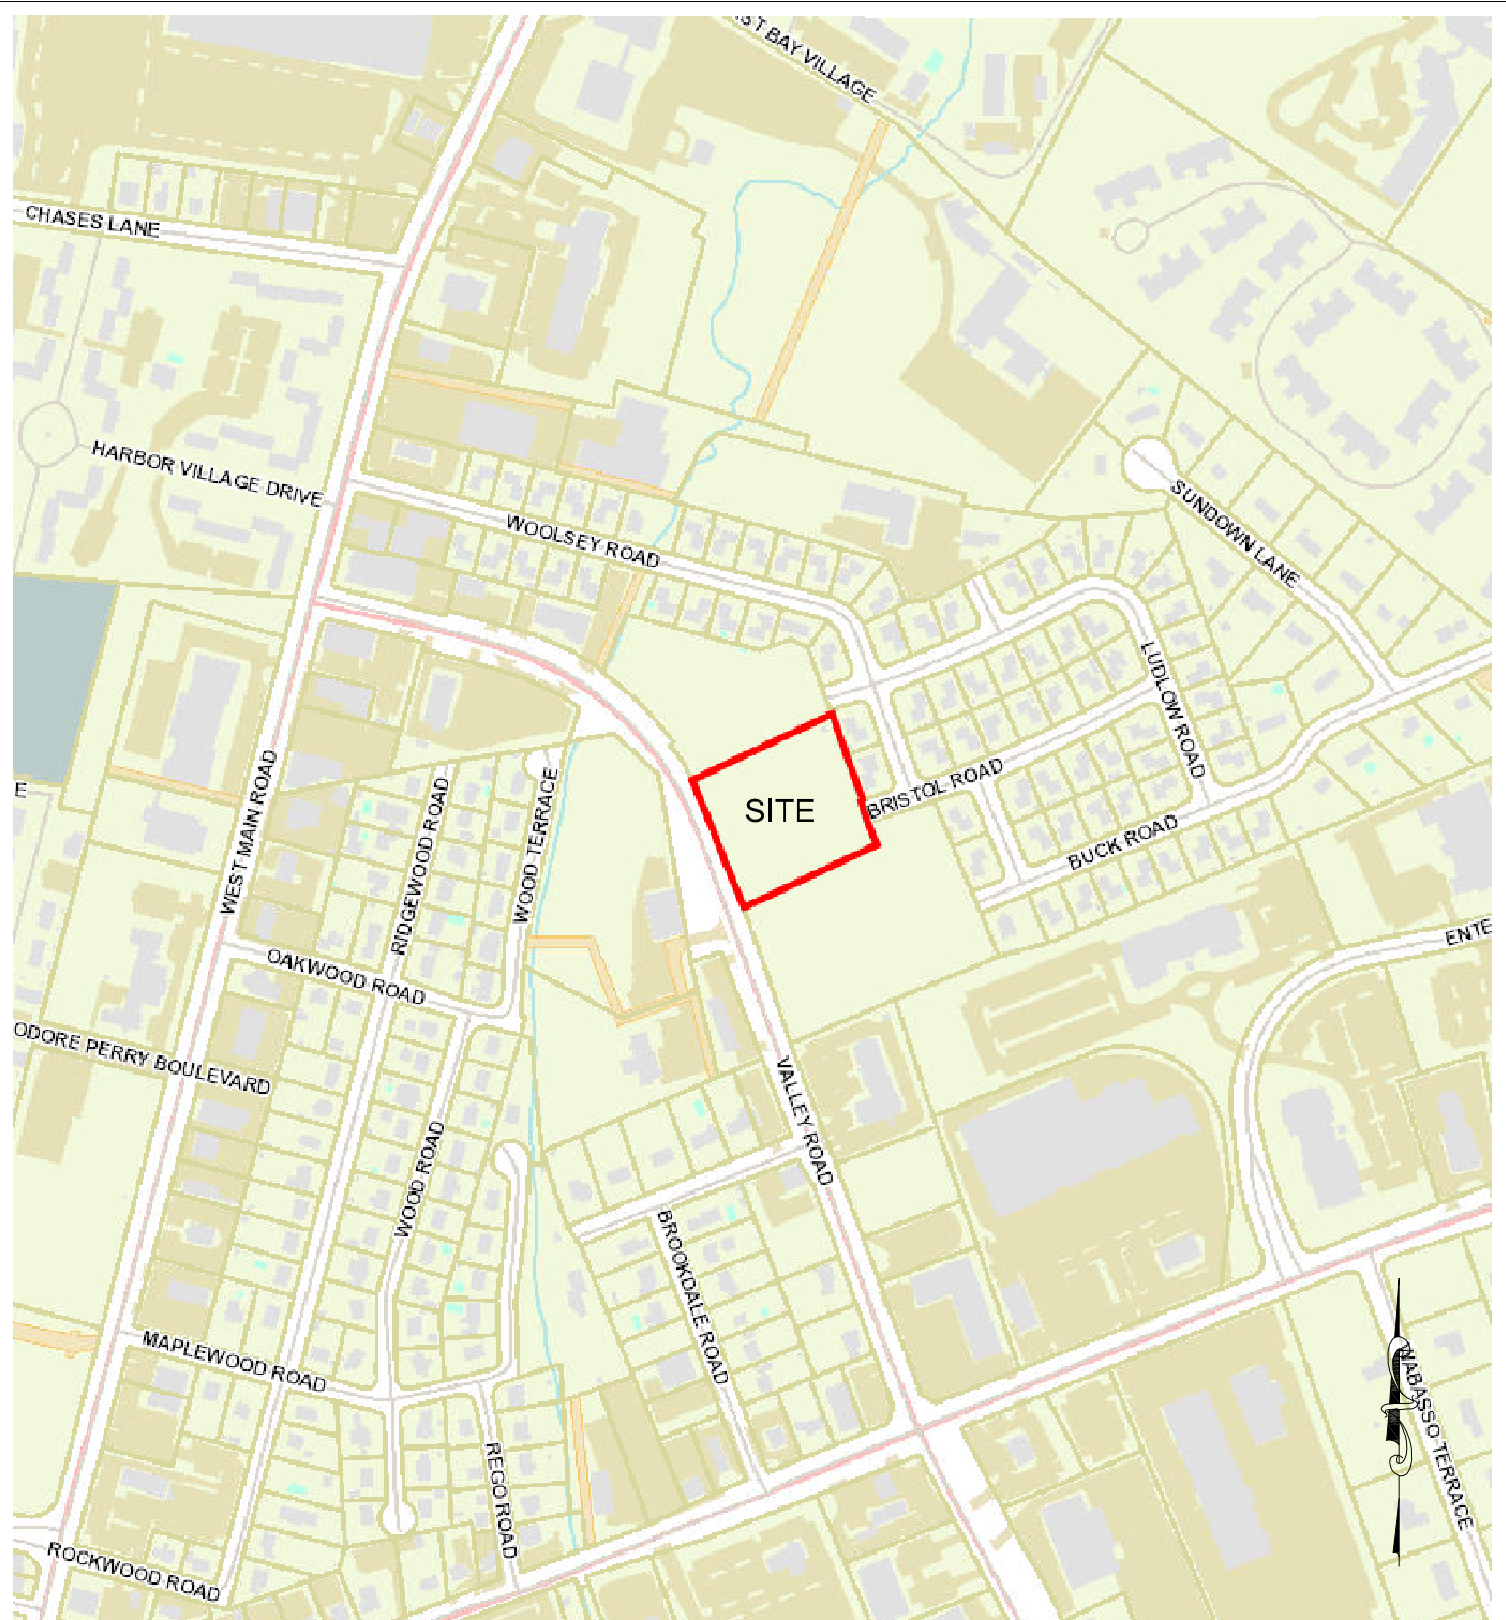 ST BAY VILLAGE
CHASES LANE
HARBOR VILLAGE DRIVE
WOOLSEY ROAD
SUNDOWN LANE
LUDLOW ROAD
BRISTOL ROAD
SITE
BUCK ROAD
E
WEST MAIN ROAD
RIDGEWOOD ROAD
WOOD TERRACE
ENTE
OAKWOOD ROAD
ODORE PERRY BOULEVARD
VALLEY ROAD
WOOD ROAD
BROOKDALE ROAD
MAPLEWOOD ROAD
WABASSO TERRACE
REGO ROAD
ROCKWOOD ROAD